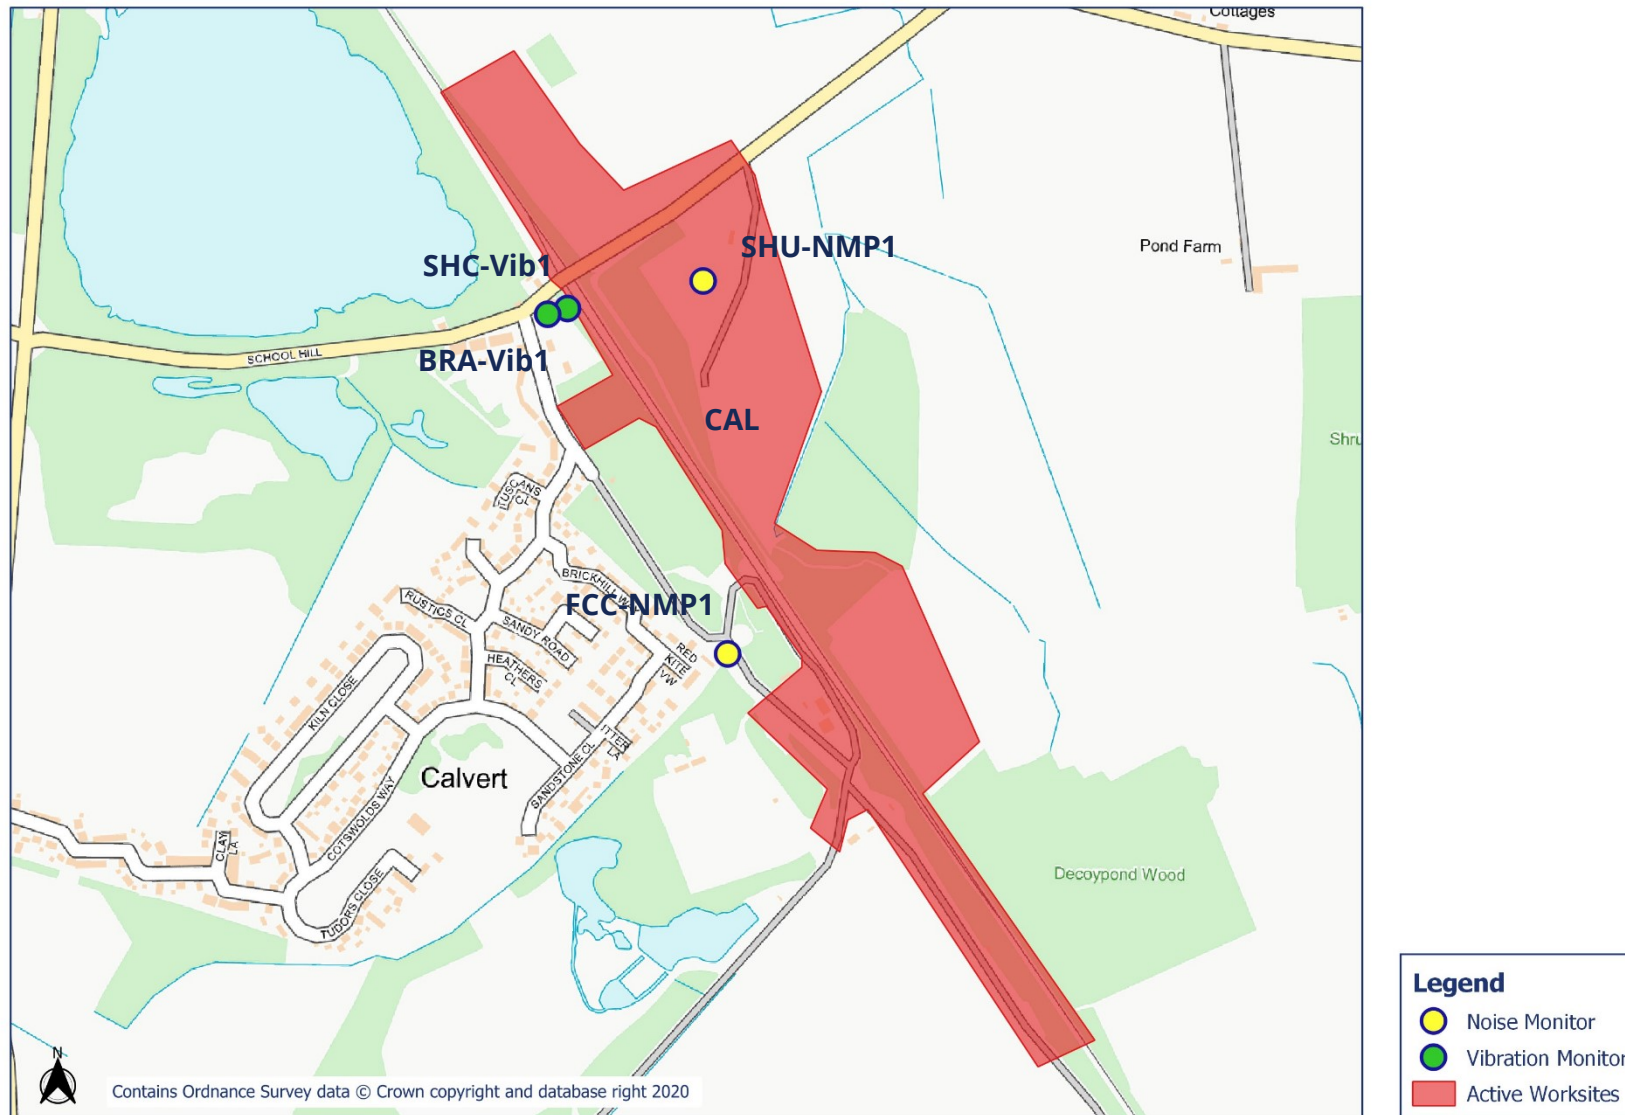 Cottages
SHU-NMP1
Pond Farm
SHC-Vib1
SCHOOL HILL
BRA-Vib1
CAL
TUSCANS
CL
BRICKHILL
FCC-NMP1
RUSTICS CL
SANDY ROAD
HEATHERS
CL
RED
KITE
VW
KILN CLOSE
ITTER
LA
SANDSTONE CL
Calvert
COTSWOLDS WAY
CLAY
LA
TUDORS CLOSE
Decoypond Wood
N
Contains Ordnance Survey data © Crown copyright and database right 2020
Legend
Noise Monitor
Vibration Monitor
Active Worksites